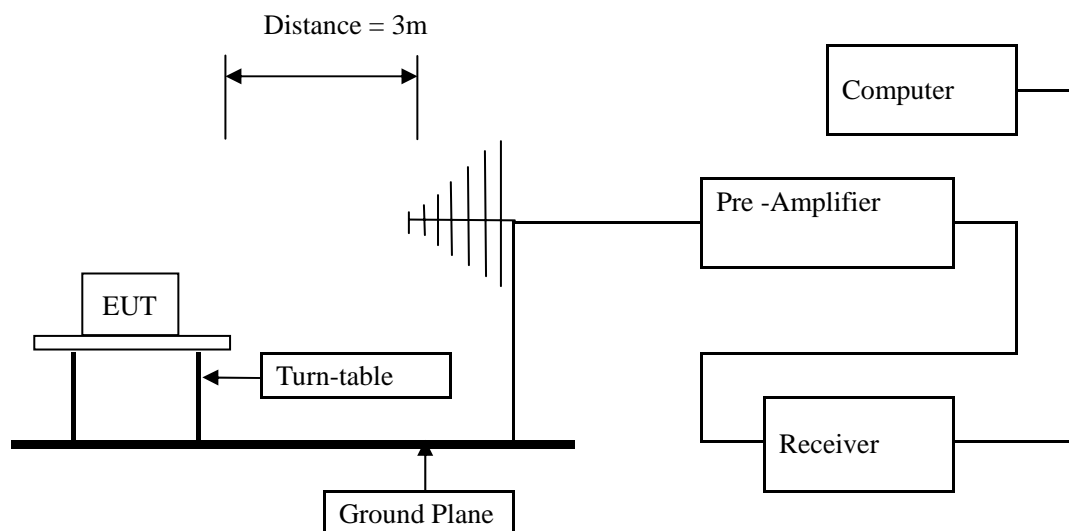 Distance = 3m
Computer
Pre -Amplifier
EUT
Turn-table
Receiver
Ground Plane